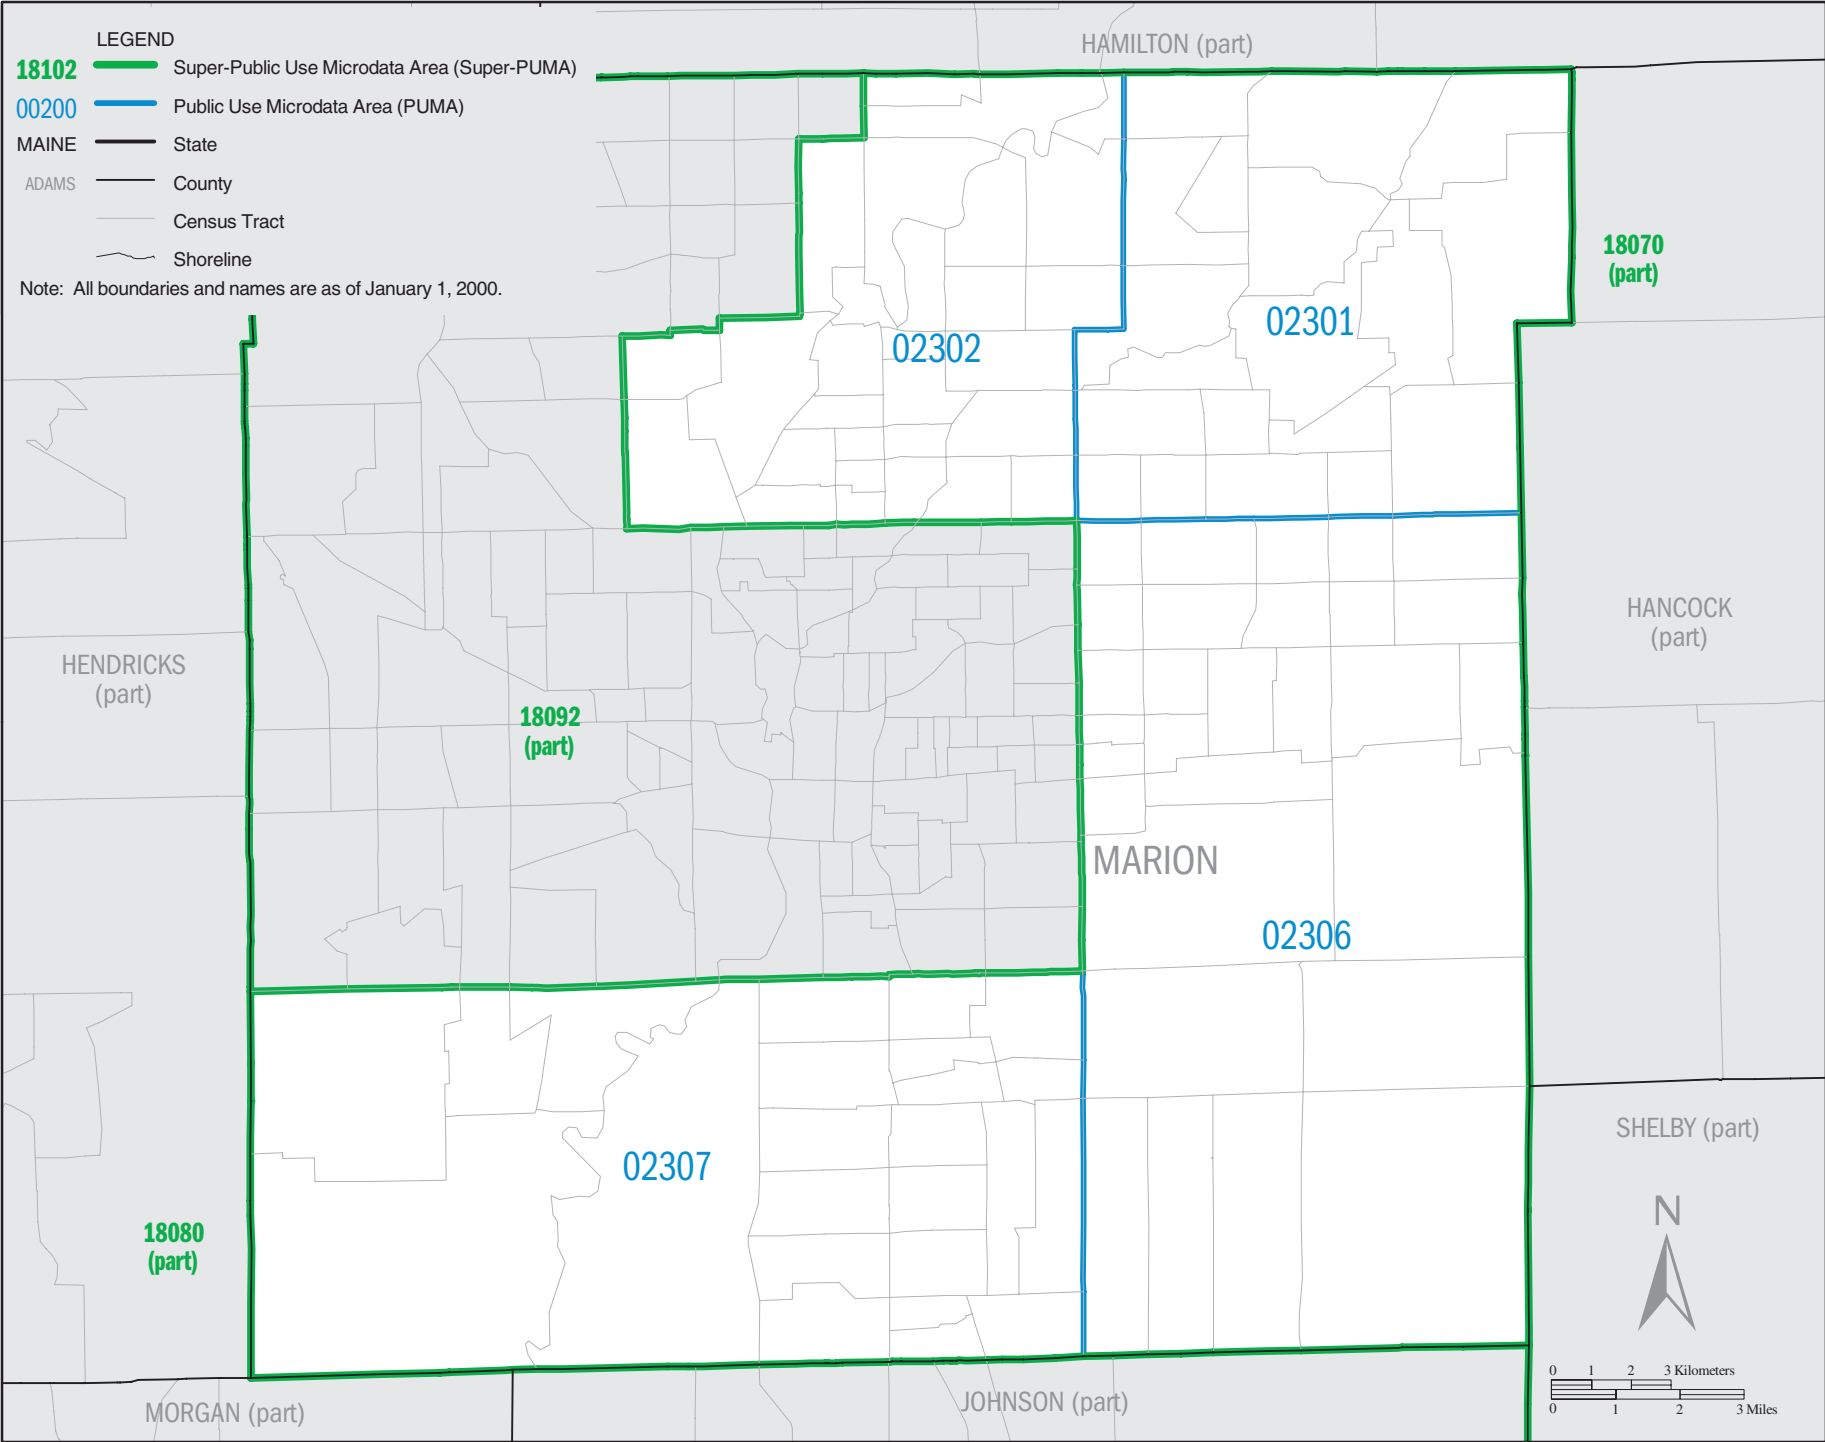 LEGEND
18102 Super-Public Use Microdata Area (Super-PUMA)
00200 Public Use Microdata Area (PUMA)
MAINE State
ADAMS County
Census Tract
Shoreline
Note: All boundaries and names are as of January 1, 2000.
HAMILTON (part)
18070
(part)
02301
02302
HANCOCK
(part)
HENDRICKS
(part)
18092
(part)
MARION
02306
SHELBY (part)
02307
18080
(part)
N
MORGAN (part)
JOHNSON (part)
0 1 2 3 Kilometers
0 1 2 3 Miles